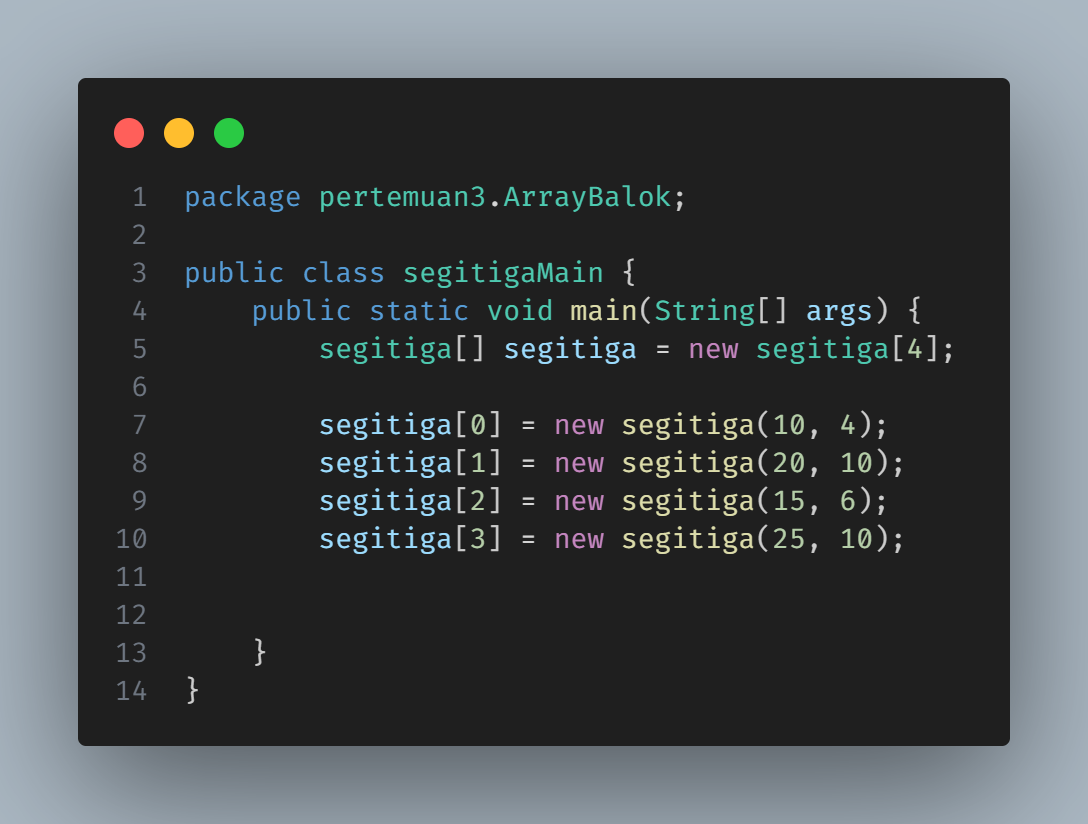 1 package pertemuan3.ArrayBalok;
2
3 public class segitigaMain {
4     public static void main(String[] args) {
5         segitiga[] segitiga = new segitiga[4];
6
7         segitiga[0] = new segitiga(10, 4);
8         segitiga[1] = new segitiga(20, 10);
9         segitiga[2] = new segitiga(15, 6);
10         segitiga[3] = new segitiga(25, 10);
11
12
13     }
14 }